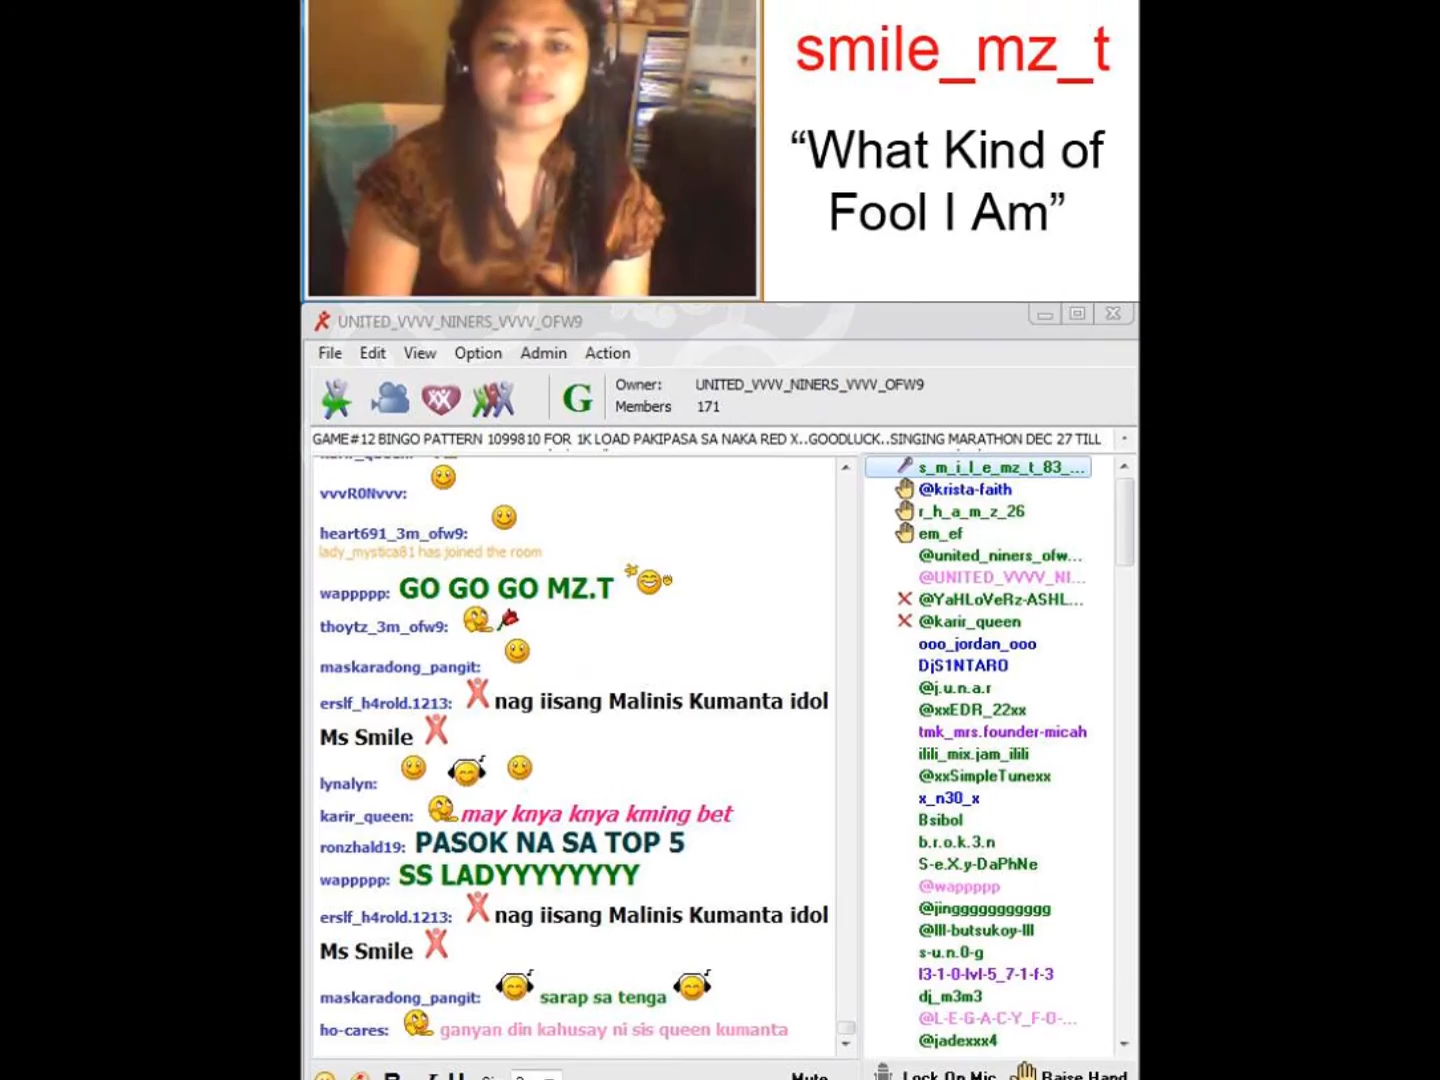 smile_mz_t
“What Kind of
Fool I Am”
UNITED_VVVV_NINERS_VVVV_OFW9
File Edit View Option Admin Action
G
Owner: UNITED_VVVV_NINERS_VVVV_OFW9
Members 171
GAME#12 BINGO PATTERN 1099810 FOR 1K LOAD PAKIPASA SA NAKA RED X..GOODLUCK..SINGING MARATHON DEC 27 TILL
vvvR0Nvvv:
heart691_3m_ofw9:
lady_mystica81 has joined the room
wappppp: GO GO GO MZ.T
thoytz_3m_ofw9:
maskaradong_pangit:
erslf_h4rold.1213: nag iisang Malinis Kumanta idol
Ms Smile
lynalyn:
karir_queen: may knya knya kming bet
ronzhald19: PASOK NA SA TOP 5
wappppp: SS LADYYYYYYYY
erslf_h4rold.1213: nag iisang Malinis Kumanta idol
Ms Smile
maskaradong_pangit: sarap sa tenga
ho-cares: ganyan din kahusay ni sis queen kumanta
s_m_i_l_e_mz_t_83_...
@krista-faith
r_h_a_m_z_26
em_ef
@united_niners_ofw...
@UNITED_VVVV_NI...
@YaHLoVeRz-ASHL...
@karir_queen
ooo_jordan_ooo
DjS1NTARO
@j.u.n.a.r
@xxEDR_22xx
tmk_mrs.founder-micah
ilili_mix.jam_ilili
@xxSimpleTunexx
x_n30_x
Bsibol
b.r.o.k.3.n
S-e.X.y-DaPhNe
@wappppp
@jinggggggggggg
@lll-butsukoy-lll
s-u.n.0-g
l3-1-0-lvl-5_7-1-f-3
dj_m3m3
@L-E-G-A-C-Y_F-O-...
@jadexxx4
Mute
Lock On Mic
Raise Hand